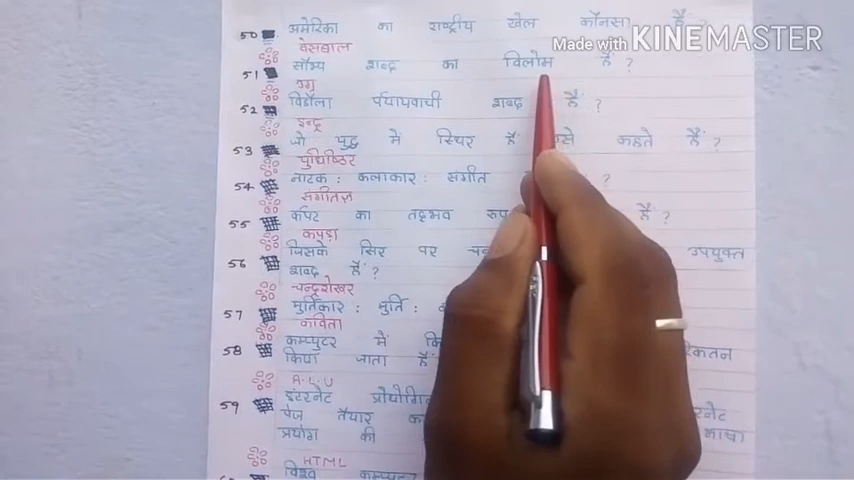 50 अमेरिका का राष्ट्रीय खेल कौनसा है ?
Made with KINEMASTER
बेसबाल
51 सौम्य शब्द का विलोम हैं ?
उग्र
52 विडौला पर्यायवाची शब्द हैं ?
इन्द्र
53 जो युद्ध में स्थिर हैं उसे कहते हैं ?
युधिष्ठिर
54 नाटक : कलाकार : संगीत ?
संगीतज्ञ
55 कर्पट का तद्भव रुप हैं ?
कपड़ा
जिसके सिर पर उपयुक्त
56 शब्द हैं ?
चन्द्रशेखर
57 मुर्तिकार : मुर्ति :
कविता
कम्प्युटर में
58 किया जाता हैं
A.L.U
59 इंटरनेट
पेज तैयार
प्रयोग की भाषा
HTML
विश्व कम्प्युटर